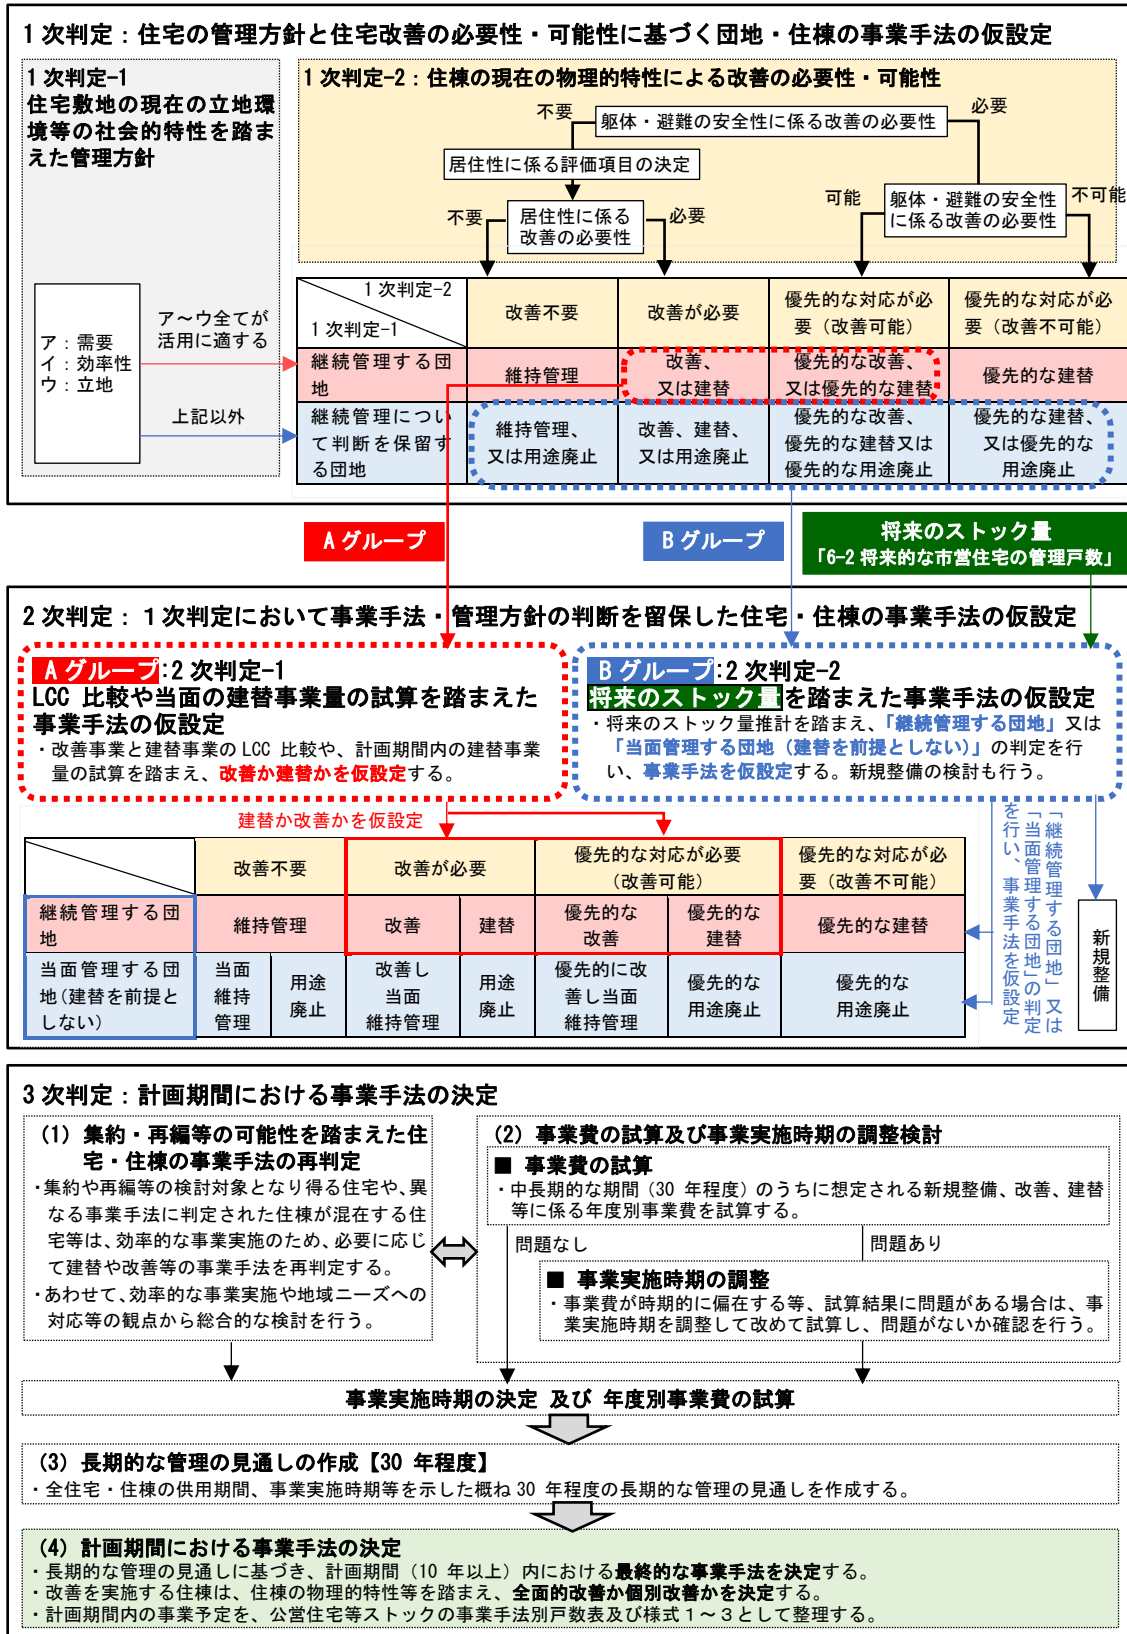 1次判定：住宅の管理方針と住宅改善の必要性・可能性に基づく団地・住棟の事業手法の仮設定
1次判定-1
住宅敷地の現在の立地環
境等の社会的特性を踏ま
えた管理方針
ア：需要
イ：効率性
ウ：立地
ア～ウ全てが
活用に適する
上記以外
1次判定-2：住棟の現在の物理的特性による改善の必要性・可能性
不要
躯体・避難の安全性に係る改善の必要性
必要
居住性に係る評価項目の決定
不要
居住性に係る
改善の必要性
必要
可能
躯体・避難の安全性
に係る改善の必要性
不可能
1次判定-2
1次判定-1
改善不要
改善が必要
優先的な対応が必
要（改善可能）
優先的な対応が必
要（改善不可能）
継続管理する団
地
維持管理
改善、
又は建替
優先的な改善、
又は優先的な建替
優先的な建替
継続管理につい
て判断を保留す
る団地
維持管理、
又は用途廃止
改善、建替、
又は用途廃止
優先的な改善、
優先的な建替又は
優先的な用途廃止
優先的な建替、
又は優先的な
用途廃止
Aグループ
Bグループ
将来のストック量
「6-2 将来的な市営住宅の管理戸数」
2次判定：1次判定において事業手法・管理方針の判断を留保した住宅・住棟の事業手法の仮設定
Aグループ:2次判定-1
LCC 比較や当面の建替事業量の試算を踏まえた
事業手法の仮設定
・改善事業と建替事業の LCC 比較や、計画期間内の建替事業
量の試算を踏まえ、改善か建替かを仮設定する。
Bグループ:2次判定-2
将来のストック量を踏まえた事業手法の仮設定
・将来のストック量推計を踏まえ、「継続管理する団地」又は
「当面管理する団地（建替を前提としない）」の判定を行
い、事業手法を仮設定する。新規整備の検討も行う。
建替か改善かを仮設定
改善不要
改善が必要
優先的な対応が必要
（改善可能）
優先的な対応が必
要（改善不可能）
継続管理する団
地
維持管理
改善
建替
優先的な
改善
優先的な
建替
優先的な建替
当面管理する団
地(建替を前提と
しない)
当面
維持
管理
用途
廃止
改善し
当面
維持管理
用途
廃止
優先的に改
善し当面
維持管理
優先的な
用途廃止
優先的な
用途廃止
「継続管理する団地」又は
「当面管理する団地」の判定
を行い、事業手法を仮設定
新規整備
3次判定：計画期間における事業手法の決定
（1）集約・再編等の可能性を踏まえた住
宅・住棟の事業手法の再判定
・集約や再編等の検討対象となり得る住宅や、異
なる事業手法に判定された住棟が混在する住
宅等は、効率的な事業実施のため、必要に応じ
て建替や改善等の事業手法を再判定する。
・あわせて、効率的な事業実施や地域ニーズへの
対応等の観点から総合的な検討を行う。
（2）事業費の試算及び事業実施時期の調整検討
■ 事業費の試算
・中長期的な期間（30 年程度）のうちに想定される新規整備、改善、建替
等に係る年度別事業費を試算する。
問題なし
問題あり
■ 事業実施時期の調整
・事業費が時期的に偏在する等、試算結果に問題がある場合は、事
業実施時期を調整して改めて試算し、問題がないか確認を行う。
事業実施時期の決定 及び 年度別事業費の試算
（3）長期的な管理の見通しの作成【30 年程度】
・全住宅・住棟の供用期間、事業実施時期等を示した概ね 30 年程度の長期的な管理の見通しを作成する。
（4）計画期間における事業手法の決定
・長期的な管理の見通しに基づき、計画期間（10 年以上）内における最終的な事業手法を決定する。
・改善を実施する住棟は、住棟の物理的特性等を踏まえ、全面的改善か個別改善かを決定する。
・計画期間内の事業予定を、公営住宅等ストックの事業手法別戸数表及び様式1～3として整理する。